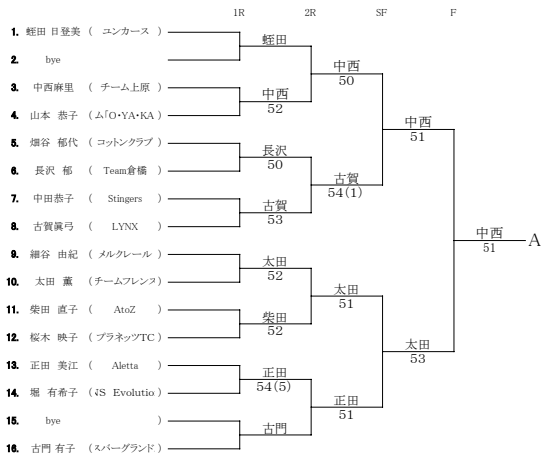 1R 2R SF F
1. 蛭田 日登美 ( ユンカース )
2. bye
3. 中西麻里 ( チーム上原 )
4. 山本 恭子 (ム「O・YA・KA
5. 畑谷 郁代 ( コットンクラブ )
6. 長沢 郁 ( Team倉橋 )
7. 中田恭子 ( Stingers )
8. 古賀眞弓 ( LYNX )
9. 細谷 由紀 ( メルクレール )
10. 太田 薫 (チームフレンズ)
11. 柴田 直子 ( AtoZ )
12. 桜木 映子 ( プラネッツTC )
13. 正田 美江 ( Aletta )
14. 堀 有希子 (NS Evolution)
15. bye )
16. 古門 有子 (スパーグランド)
蛭田
中西
52
長沢
50
古賀
53
太田
52
柴田
52
正田
54(5)
古門
中西
50
古賀
54(1)
太田
51
正田
51
中西
51
太田
53
中西
51
A